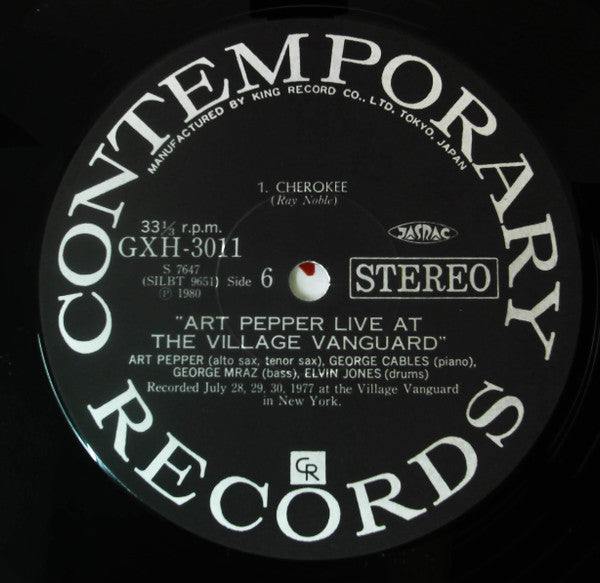 CONTEMPORARY
MANUFACTURED BY KING RECORD CO., LTD. TOKYO, JAPAN
1. CHEROKEE
(Ray Noble)
33⅓ r.p.m.
GXH-3011
S 7647
(SILBT 9651) Side 6
Ⓟ 1980
JASRAC
STEREO
"ART PEPPER LIVE AT
THE VILLAGE VANGUARD"
ART PEPPER (alto sax, tenor sax), GEORGE CABLES (piano),
GEORGE MRAZ (bass), ELVIN JONES (drums)
Recorded July 28, 29, 30, 1977 at the Village Vanguard
in New York.
CR
RECORDS